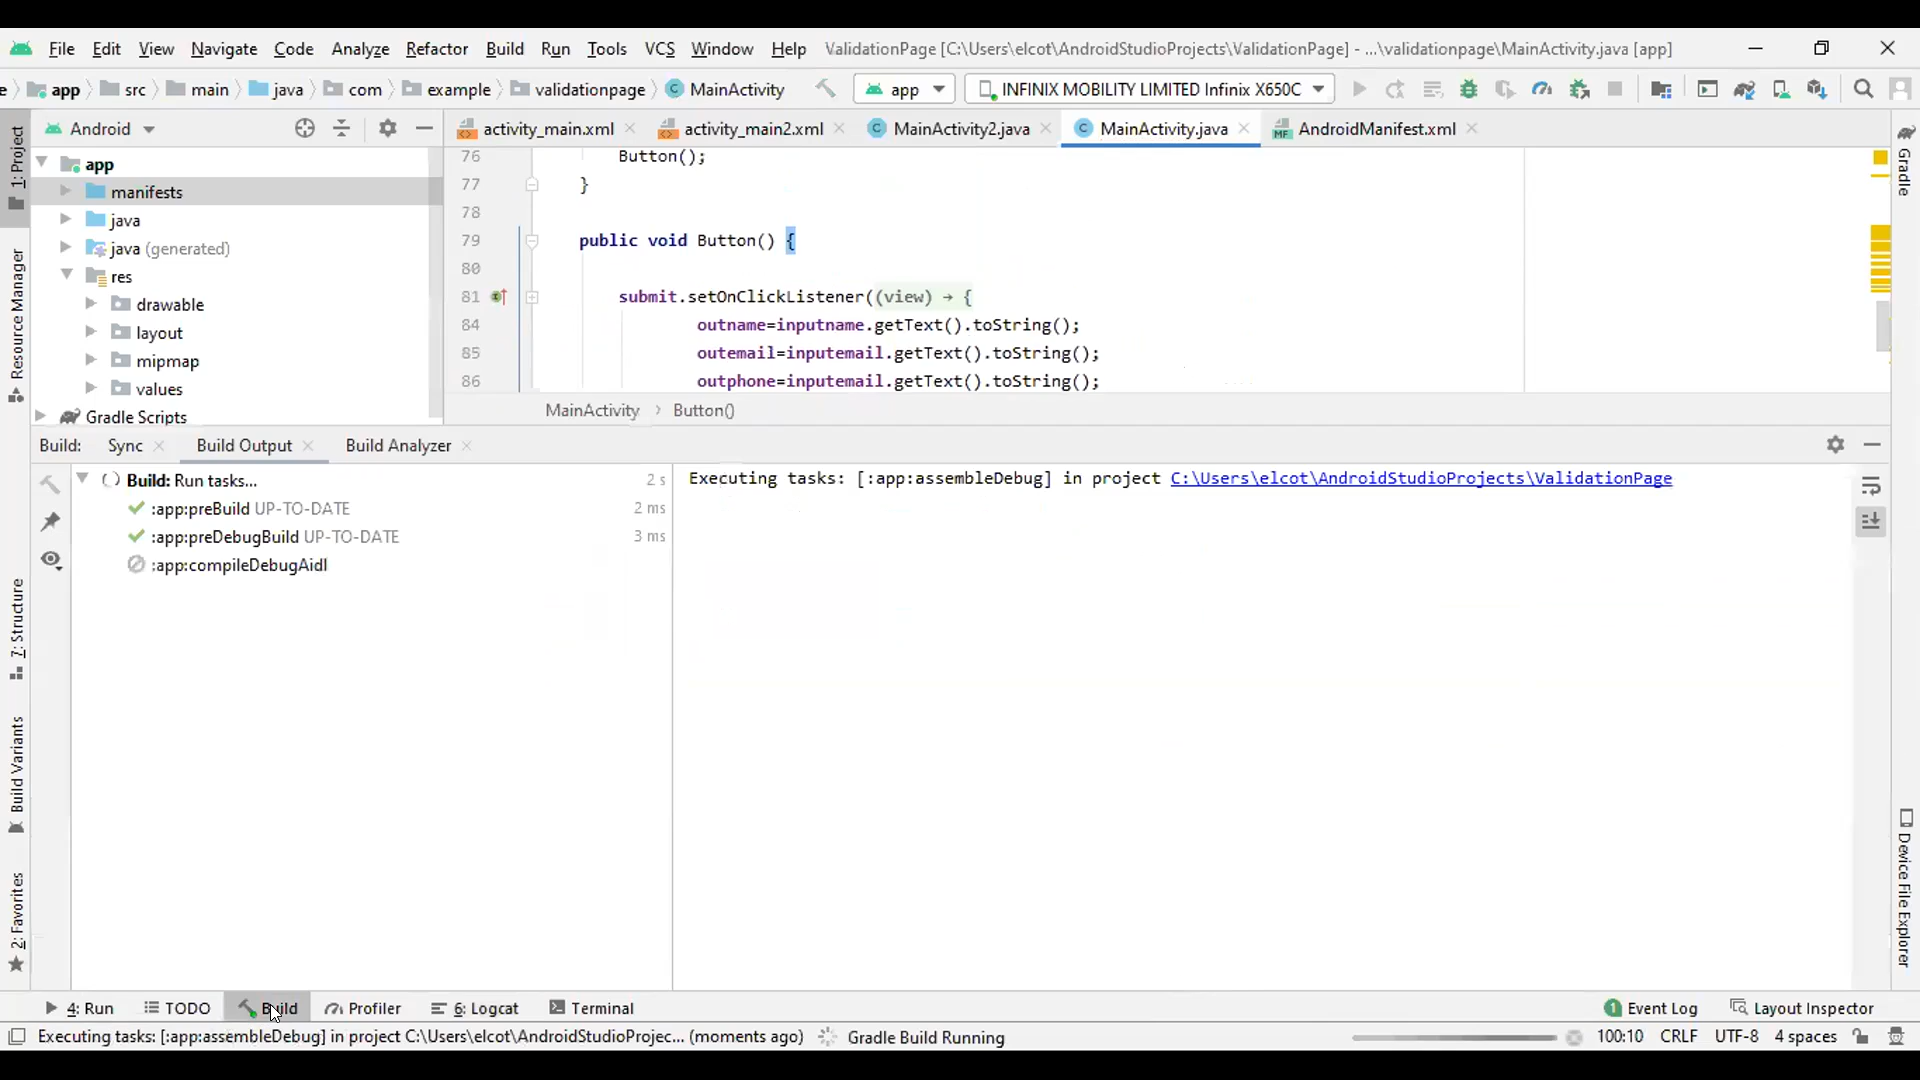 File Edit View Navigate Code Analyze Refactor Build Run Tools VCS Window Help ValidationPage [C:\Users\elcot\AndroidStudioProjects\ValidationPage] - ...\validationpage\MainActivity.java [app]
e app src main java com example validationpage MainActivity app INFINIX MOBILITY LIMITED Infinix X650C
Android activity_main.xml activity_main2.xml MainActivity2.java MainActivity.java AndroidManifest.xml
1: Project
Resource Manager
7: Structure
Build Variants
2: Favorites
app
manifests
java
java (generated)
res
drawable
layout
mipmap
values
Gradle Scripts
76 Button();
77 }
78
79 public void Button() {
80
81 submit.setOnClickListener((view) → {
84 outname=inputname.getText().toString();
85 outemail=inputemail.getText().toString();
86 outphone=inputemail.getText().toString();
MainActivity › Button()
Gradle
Device File Explorer
Build: Sync Build Output Build Analyzer
Build: Run tasks... 2 s
:app:preBuild UP-TO-DATE 2 ms
:app:preDebugBuild UP-TO-DATE 3 ms
:app:compileDebugAidl
Executing tasks: [:app:assembleDebug] in project C:\Users\elcot\AndroidStudioProjects\ValidationPage
4: Run TODO Build Profiler 6: Logcat Terminal 1 Event Log Layout Inspector
Executing tasks: [:app:assembleDebug] in project C:\Users\elcot\AndroidStudioProjec... (moments ago) Gradle Build Running 100:10 CRLF UTF-8 4 spaces